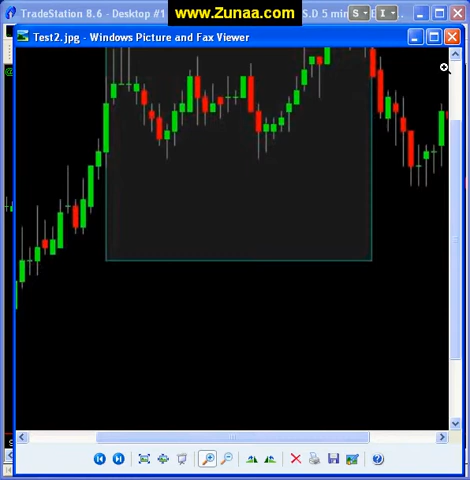 www.Zunaa.com
TradeStation 8.6 - Desktop #1
S.D 5 min
S
I
Test2.jpg - Windows Picture and Fax Viewer